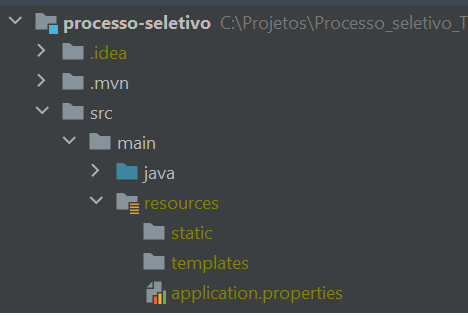 processo-seletivo C:\Projetos\Processo_seletivo_T
.idea
.mvn
src
main
java
resources
static
templates
application.properties